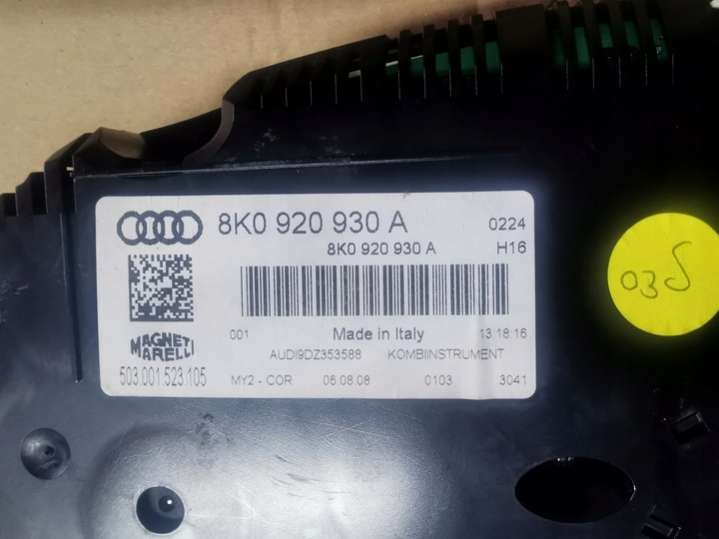 8K0 920 930 A 0224
8K0 920 930 A H16
001 Made in Italy 13.18.16
MAGNETI
MARELLI
AUDI9DZ353588 KOMBIINSTRUMENT
503.001.523.105
MY2 - COR 06.08.08 0103 3041
03S